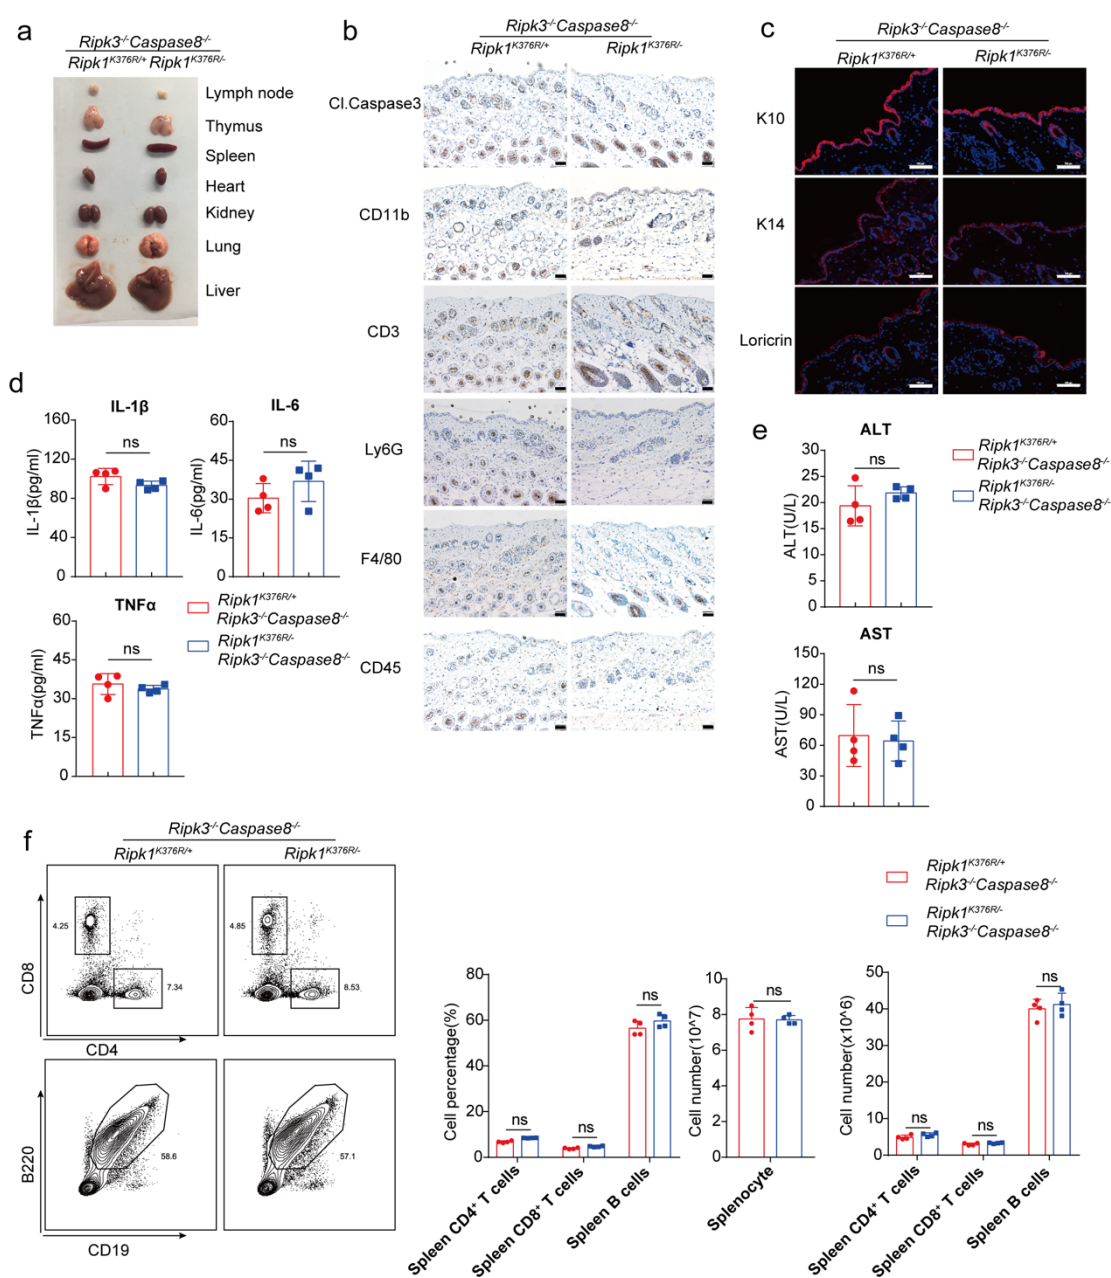 a
Ripk3-/-Caspase8-/-
Ripk1K376R/+ Ripk1K376R/-
Lymph node
Thymus
Spleen
Heart
Kidney
Lung
Liver
b
Ripk3-/-Caspase8-/-
Ripk1K376R/+ Ripk1K376R/-
Cl.Caspase3
CD11b
CD3
Ly6G
F4/80
CD45
c
Ripk3-/-Caspase8-/-
Ripk1K376R/+ Ripk1K376R/-
K10
K14
Loricrin
d
IL-1β
IL-1β(pg/ml)
160
120
80
40
0
ns
IL-6
IL-6(pg/ml)
60
45
30
15
0
ns
TNFα
TNFα(pg/ml)
60
45
30
15
0
ns
Ripk1K376R/+
Ripk3-/-Caspase8-/-
Ripk1K376R/-
Ripk3-/-Caspase8-/-
e
ALT
ALT(U/L)
30
25
20
15
10
5
0
ns
Ripk1K376R/+
Ripk3-/-Caspase8-/-
Ripk1K376R/-
Ripk3-/-Caspase8-/-
AST
AST(U/L)
150
120
90
60
30
0
ns
f
Ripk3-/-Caspase8-/-
Ripk1K376R/+ Ripk1K376R/-
CD8
4.25
7.34
4.85
8.53
CD4
B220
58.6
57.1
CD19
Cell percentage(%)
80
60
40
20
0
ns
ns
ns
Spleen CD4+ T cells
Spleen CD8+ T cells
Spleen B cells
Cell number(10^7)
10
8
6
4
2
0
ns
Splenocyte
Ripk1K376R/+
Ripk3-/-Caspase8-/-
Ripk1K376R/-
Ripk3-/-Caspase8-/-
Cell number(x10^6)
50
40
30
20
10
0
ns
ns
ns
Spleen CD4+ T cells
Spleen CD8+ T cells
Spleen B cells